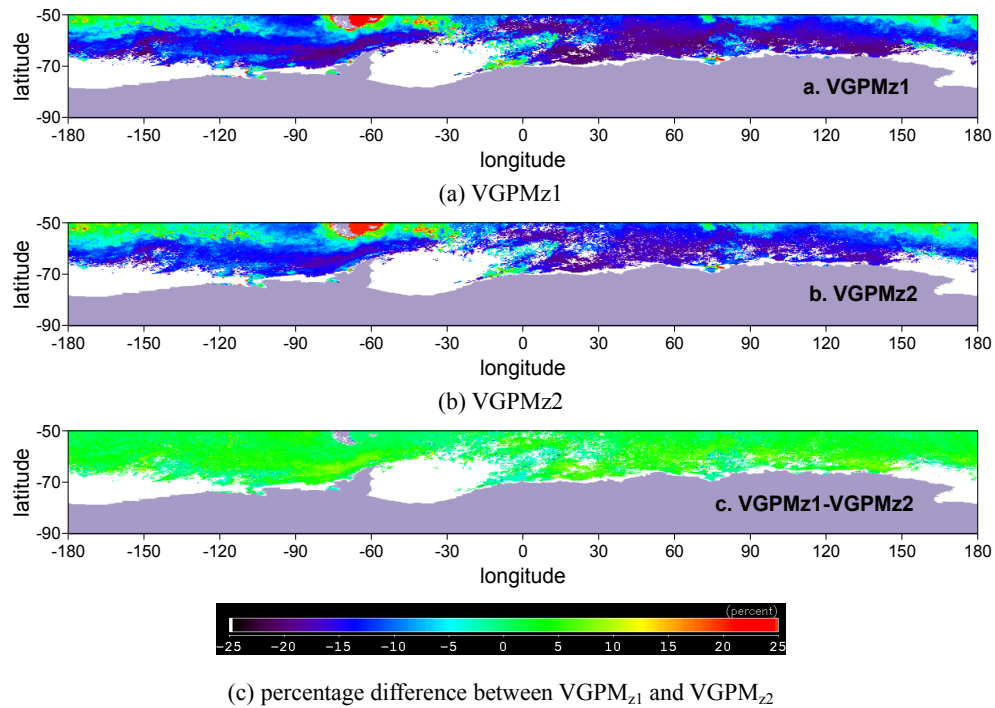 -50
-70
-90
latitude
a. VGPMz1
-180 -150 -120 -90 -60 -30 0 30 60 90 120 150 180
longitude
(a) VGPMz1
-50
-70
-90
latitude
b. VGPMz2
-180 -150 -120 -90 -60 -30 0 30 60 90 120 150 180
longitude
(b) VGPMz2
-50
-70
-90
latitude
c. VGPMz1-VGPMz2
-180 -150 -120 -90 -60 -30 0 30 60 90 120 150 180
longitude
(percent)
-25 -20 -15 -10 -5 0 5 10 15 20 25
(c) percentage difference between VGPMz1 and VGPMz2